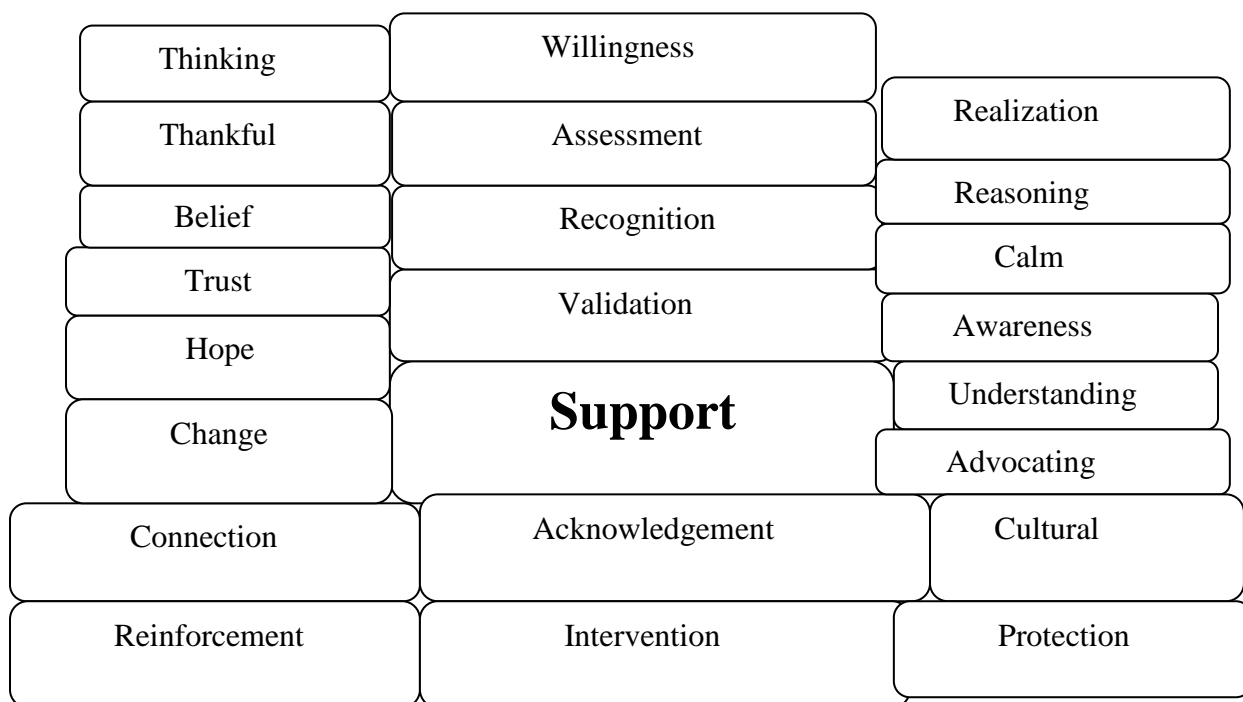 Thinking
Willingness
Realization
Thankful
Assessment
Reasoning
Belief
Recognition
Calm
Trust
Validation
Awareness
Hope
Support
Understanding
Change
Advocating
Connection
Acknowledgement
Cultural
Reinforcement
Intervention
Protection